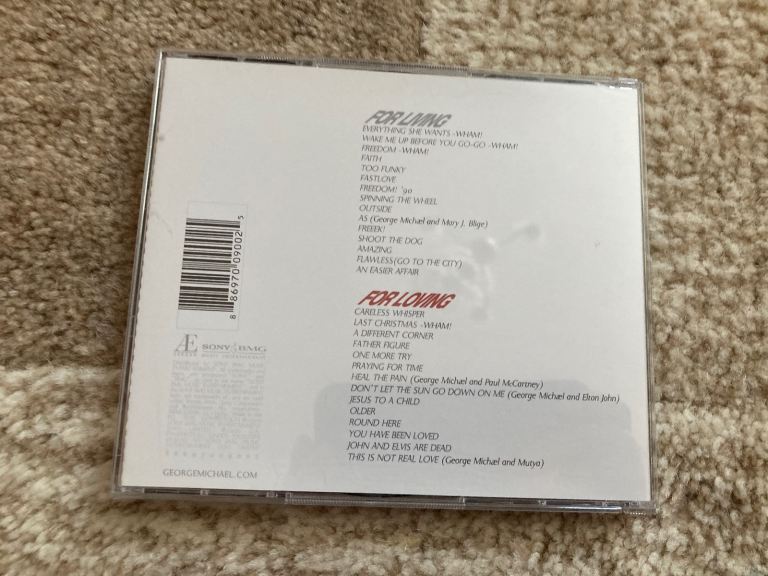 FOR LIVING
EVERYTHING SHE WANTS -WHAM!
WAKE ME UP BEFORE YOU GO-GO -WHAM!
FREEDOM -WHAM!
FAITH
TOO FUNKY
FASTLOVE
FREEDOM! '90
SPINNING THE WHEEL
OUTSIDE
AS (George Michael and Mary J. Blige)
FREEEK!
SHOOT THE DOG
AMAZING
FLAWLESS(GO TO THE CITY)
AN EASIER AFFAIR
FOR LOVING
CARELESS WHISPER
LAST CHRISTMAS -WHAM!
A DIFFERENT CORNER
FATHER FIGURE
ONE MORE TRY
PRAYING FOR TIME
HEAL THE PAIN (George Michael and Paul McCartney)
DON'T LET THE SUN GO DOWN ON ME (George Michael and Elton John)
JESUS TO A CHILD
OLDER
ROUND HERE
YOU HAVE BEEN LOVED
JOHN AND ELVIS ARE DEAD
THIS IS NOT REAL LOVE (George Michael and Mutya)
8 86970 09002 5
Æ SONY BMG
GEORGEMICHAEL.COM